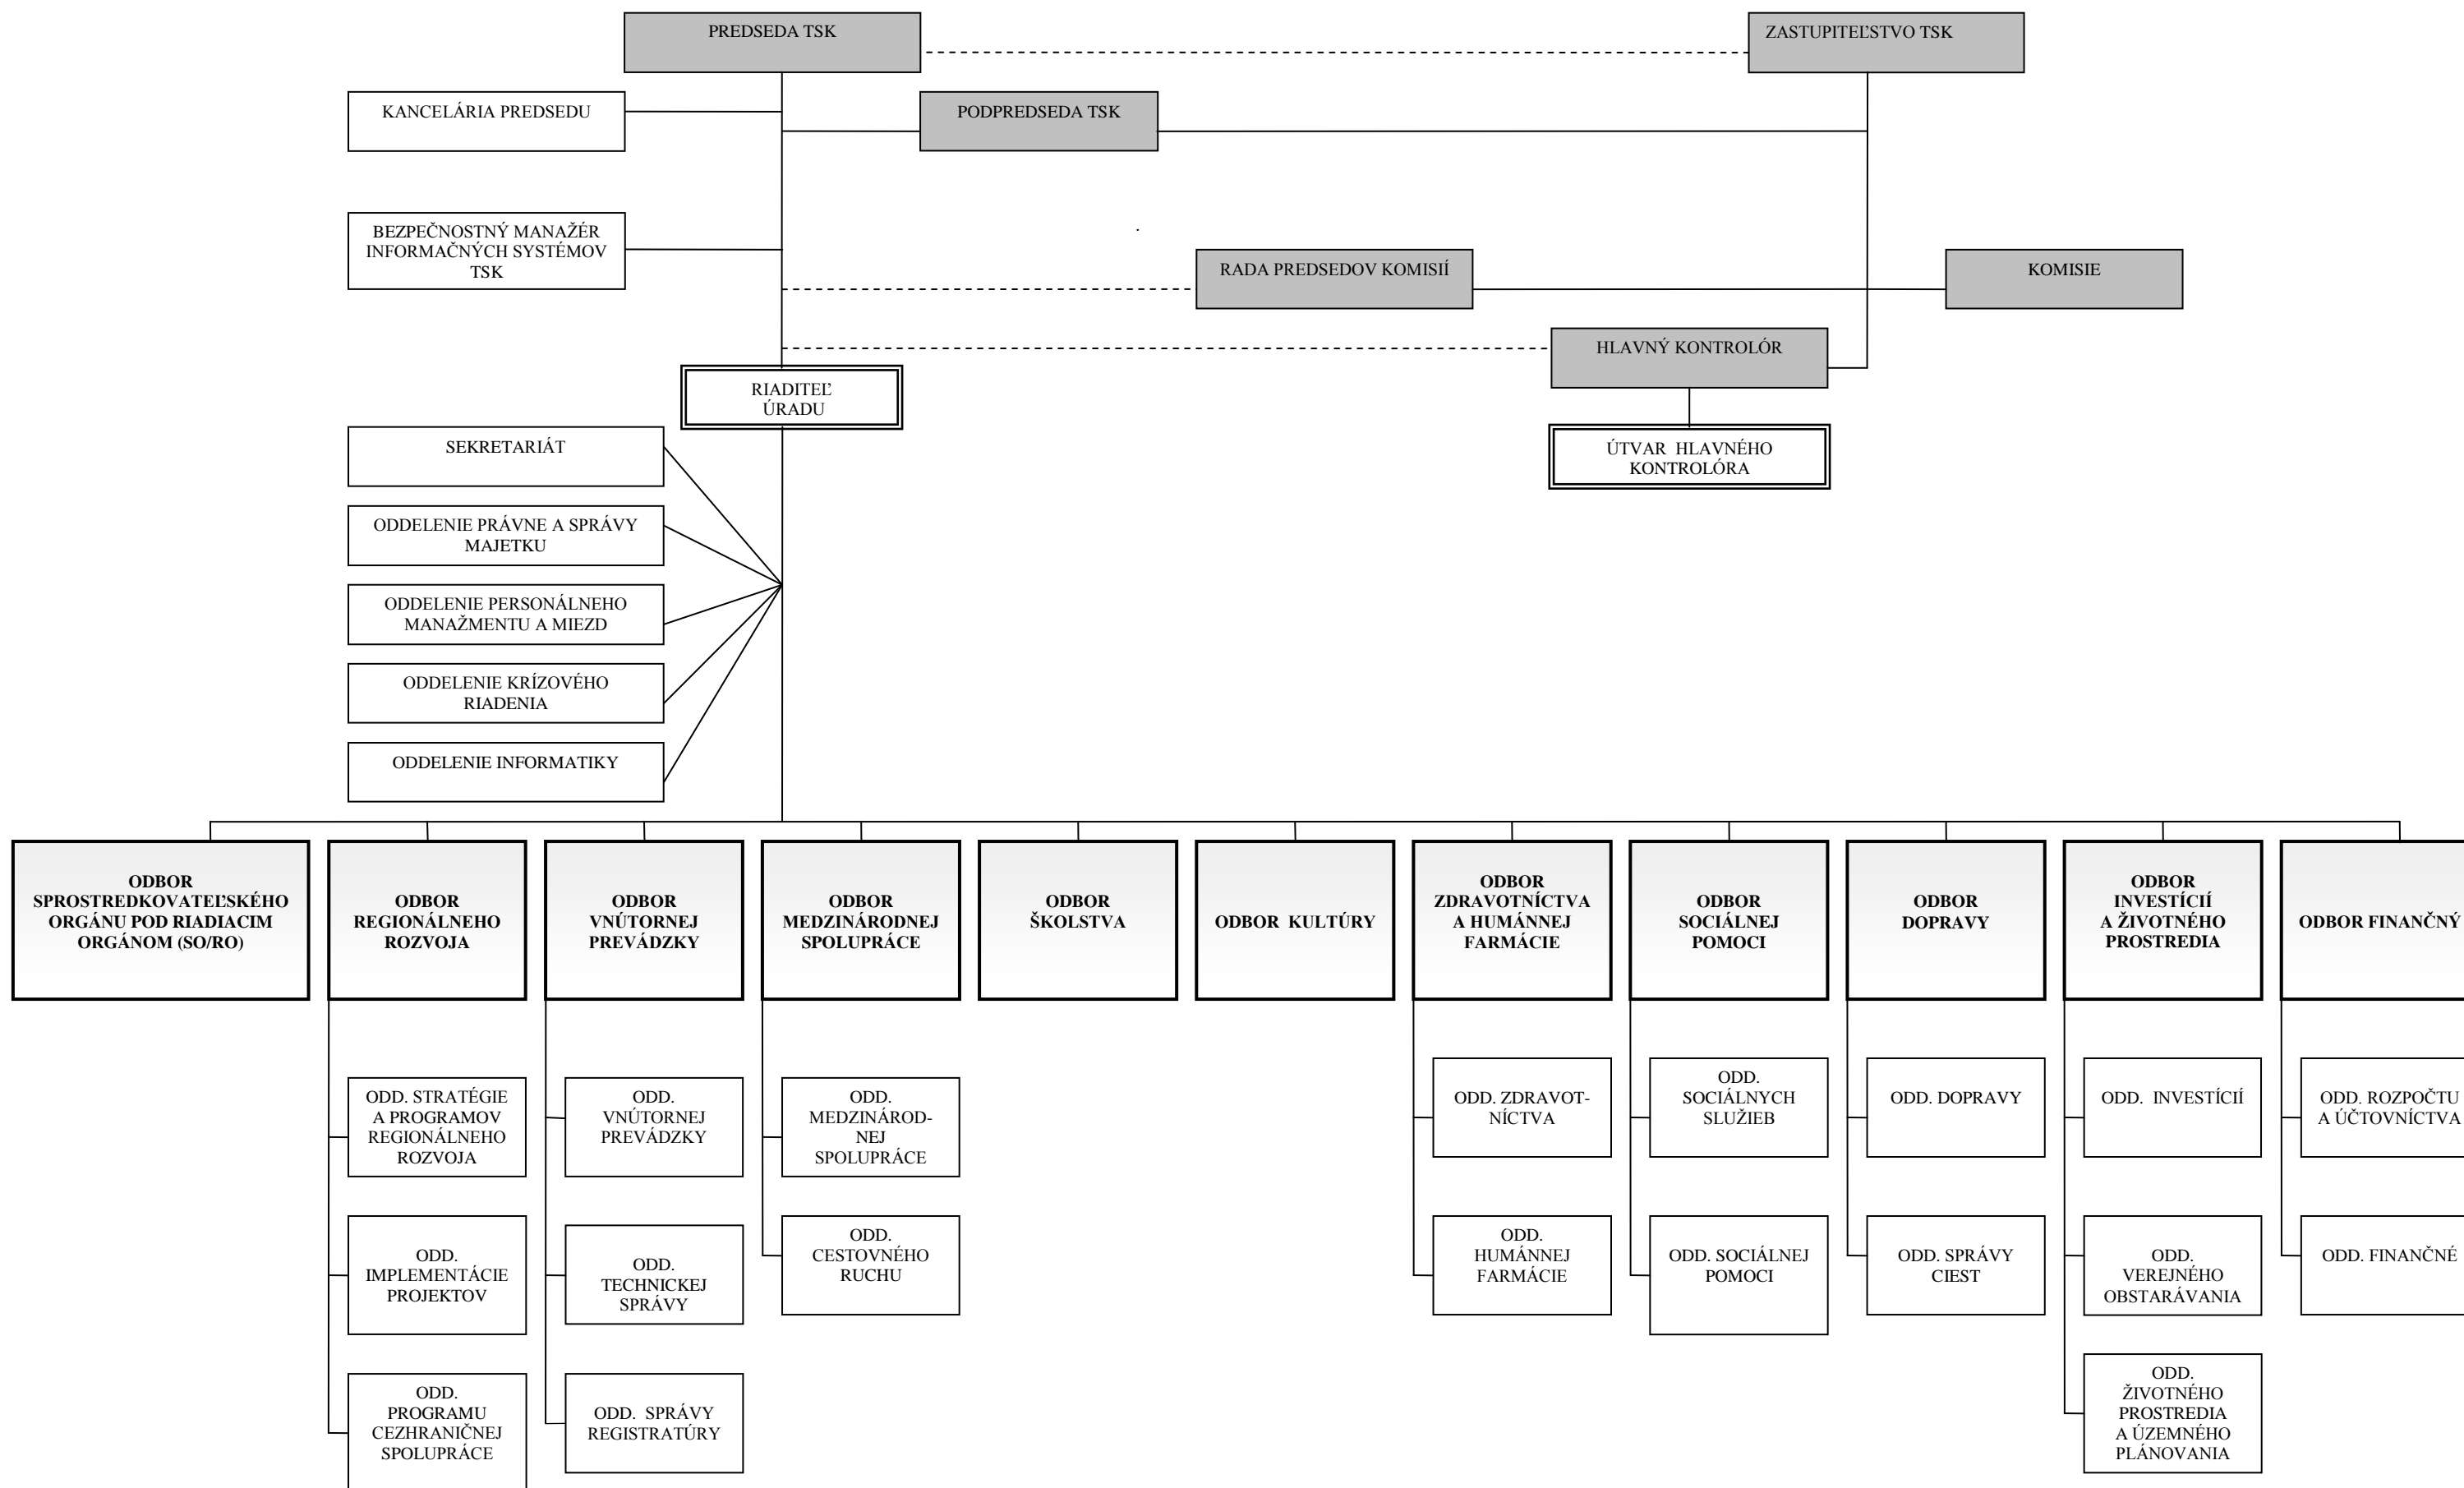 PREDSEDA TSK
ZASTUPITEĽSTVO TSK
KANCELÁRIA PREDSEDU
PODPREDSEDA TSK
BEZPEČNOSTNÝ MANAŽÉR
INFORMAČNÝCH SYSTÉMOV
TSK
RADA PREDSEDOV KOMISIÍ
KOMISIE
HLAVNÝ KONTROLÓR
RIADITEĽ
ÚRADU
ÚTVAR HLAVNÉHO
KONTROLÓRA
SEKRETARIÁT
ODDELENIE PRÁVNE A SPRÁVY
MAJETKU
ODDELENIE PERSONÁLNEHO
MANAŽMENTU A MIEZD
ODDELENIE KRÍZOVÉHO
RIADENIA
ODDELENIE INFORMATIKY
ODBOR
SPROSTREDKOVATEĽSKÉHO
ORGÁNU POD RIADIACIM
ORGÁNOM (SO/RO)
ODBOR
REGIONÁLNEHO
ROZVOJA
ODBOR
VNÚTORNEJ
PREVÁDZKY
ODBOR
MEDZINÁRODNEJ
SPOLUPRÁCE
ODBOR
ŠKOLSTVA
ODBOR KULTÚRY
ODBOR
ZDRAVOTNÍCTVA
A HUMÁNNEJ
FARMÁCIE
ODBOR
SOCIÁLNEJ
POMOCI
ODBOR
DOPRAVY
ODBOR
INVESTÍCIÍ
A ŽIVOTNÉHO
PROSTREDIA
ODBOR FINANČNÝ
ODD. STRATÉGIE
A PROGRAMOV
REGIONÁLNEHO
ROZVOJA
ODD.
VNÚTORNEJ
PREVÁDZKY
ODD.
MEDZINÁROD-
NEJ
SPOLUPRÁCE
ODD. ZDRAVOT-
NÍCTVA
ODD.
SOCIÁLNYCH
SLUŽIEB
ODD. DOPRAVY
ODD. INVESTÍCIÍ
ODD. ROZPOČTU
A ÚČTOVNÍCTVA
ODD.
IMPLEMENTÁCIE
PROJEKTOV
ODD.
TECHNICKEJ
SPRÁVY
ODD.
CESTOVNÉHO
RUCHU
ODD.
HUMÁNNEJ
FARMÁCIE
ODD. SOCIÁLNEJ
POMOCI
ODD. SPRÁVY
CIEST
ODD.
VEREJNÉHO
OBSTARÁVANIA
ODD. FINANČNÉ
ODD.
PROGRAMU
CEZHRANIČNEJ
SPOLUPRÁCE
ODD. SPRÁVY
REGISTRATÚRY
ODD.
ŽIVOTNÉHO
PROSTREDIA
A ÚZEMNÉHO
PLÁNOVANIA